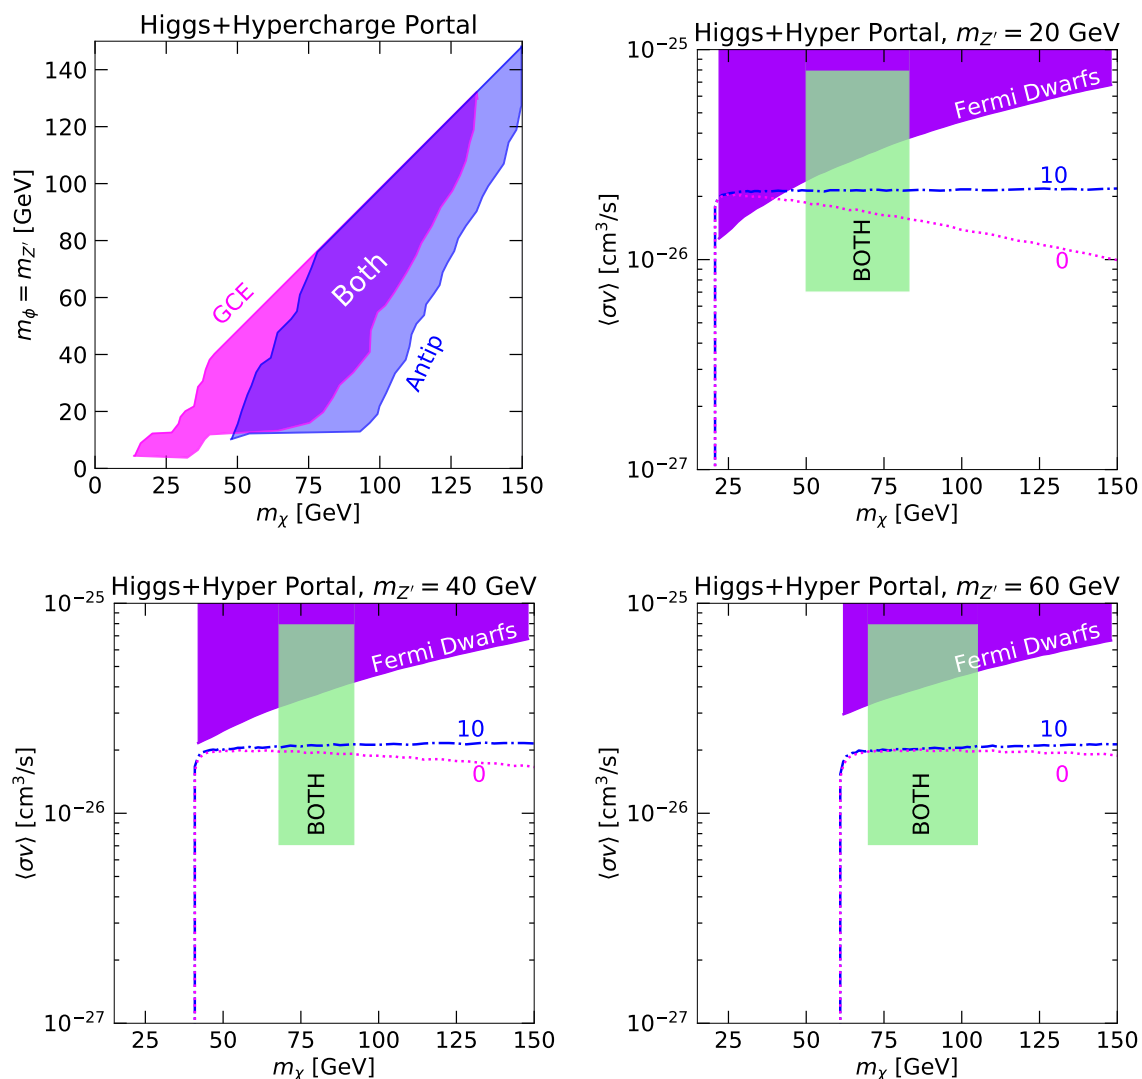 Higgs+Hypercharge Portal
140
120
100
80
60
40
20
0
0 25 50 75 100 125 150
m_ϕ = m_Z′ [GeV]
m_χ [GeV]
GCE
Both
Antip
Higgs+Hyper Portal, m_Z′ = 20 GeV
10⁻²⁵
10⁻²⁶
10⁻²⁷
25 50 75 100 125 150
⟨σv⟩ [cm³/s]
m_χ [GeV]
Fermi Dwarfs
10
0
BOTH
Higgs+Hyper Portal, m_Z′ = 40 GeV
10⁻²⁵
10⁻²⁶
10⁻²⁷
25 50 75 100 125 150
⟨σv⟩ [cm³/s]
m_χ [GeV]
Fermi Dwarfs
10
0
BOTH
Higgs+Hyper Portal, m_Z′ = 60 GeV
10⁻²⁵
10⁻²⁶
10⁻²⁷
25 50 75 100 125 150
⟨σv⟩ [cm³/s]
m_χ [GeV]
Fermi Dwarfs
10
0
BOTH